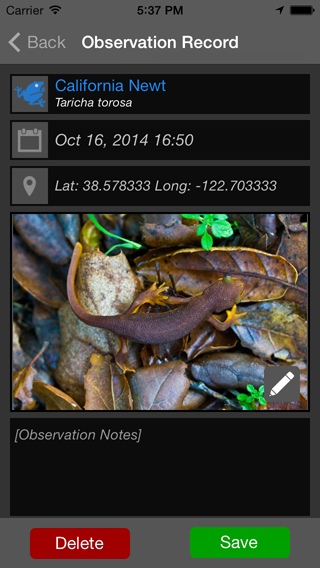 Carrier 5:37 PM
Back Observation Record
California Newt
Taricha torosa
Oct 16, 2014 16:50
Lat: 38.578333 Long: -122.703333
[Observation Notes]
Delete Save